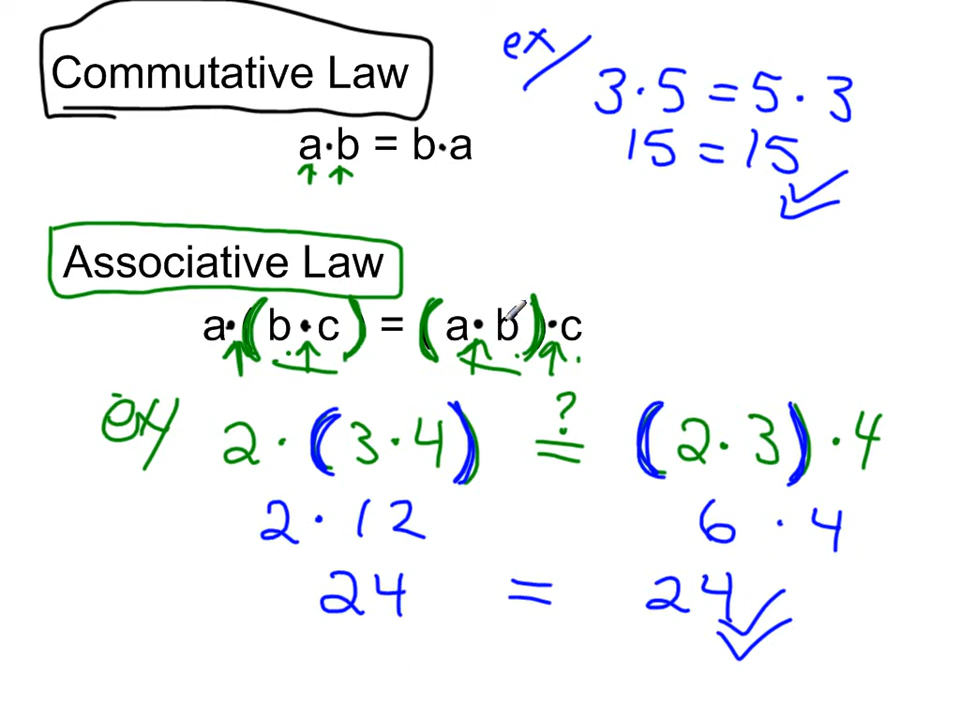 Commutative Law
a·b = b·a
ex/ 3·5 = 5·3
15 = 15
Associative Law
a·(b·c) = (a·b)·c
ex/ 2·(3·4) ?= (2·3)·4
2·12 6·4
24 = 24